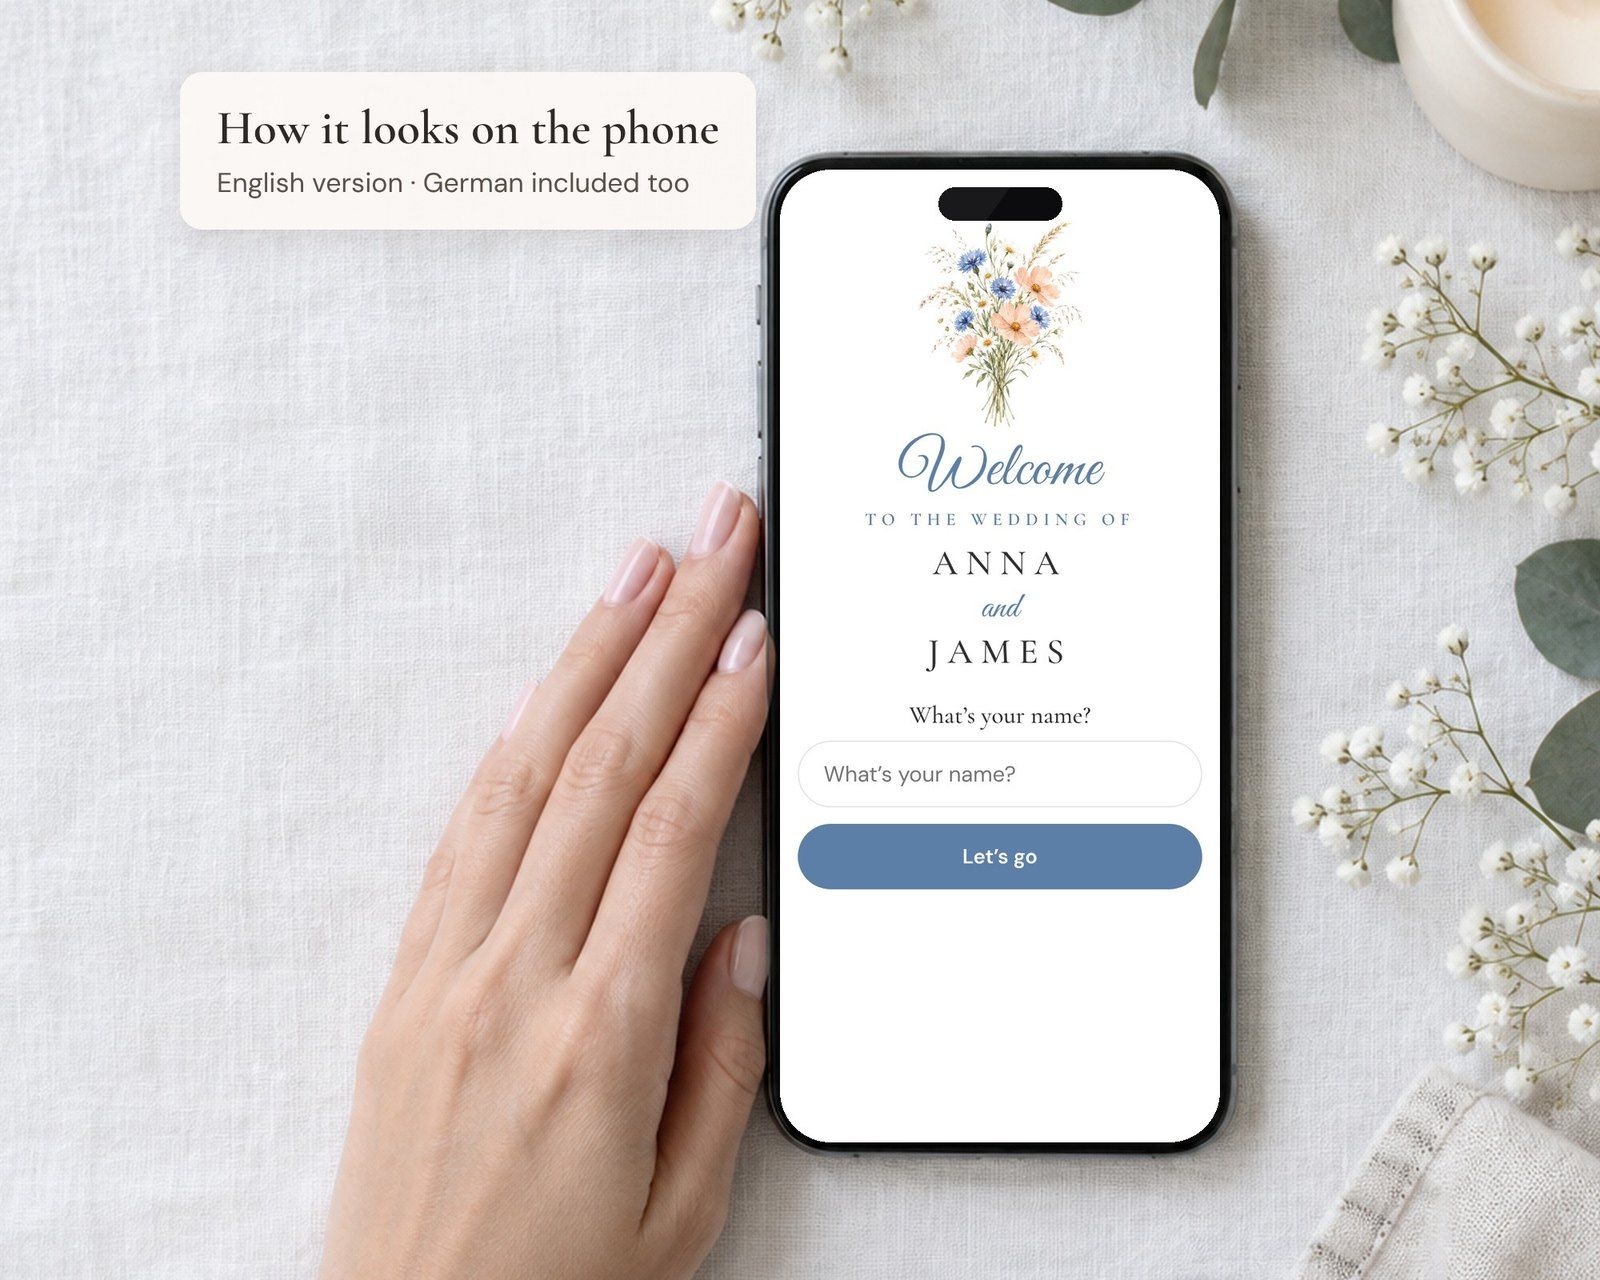 How it looks on the phone
English version · German included too
Welcome
TO THE WEDDING OF
ANNA
and
JAMES
What's your name?
What's your name?
Let's go